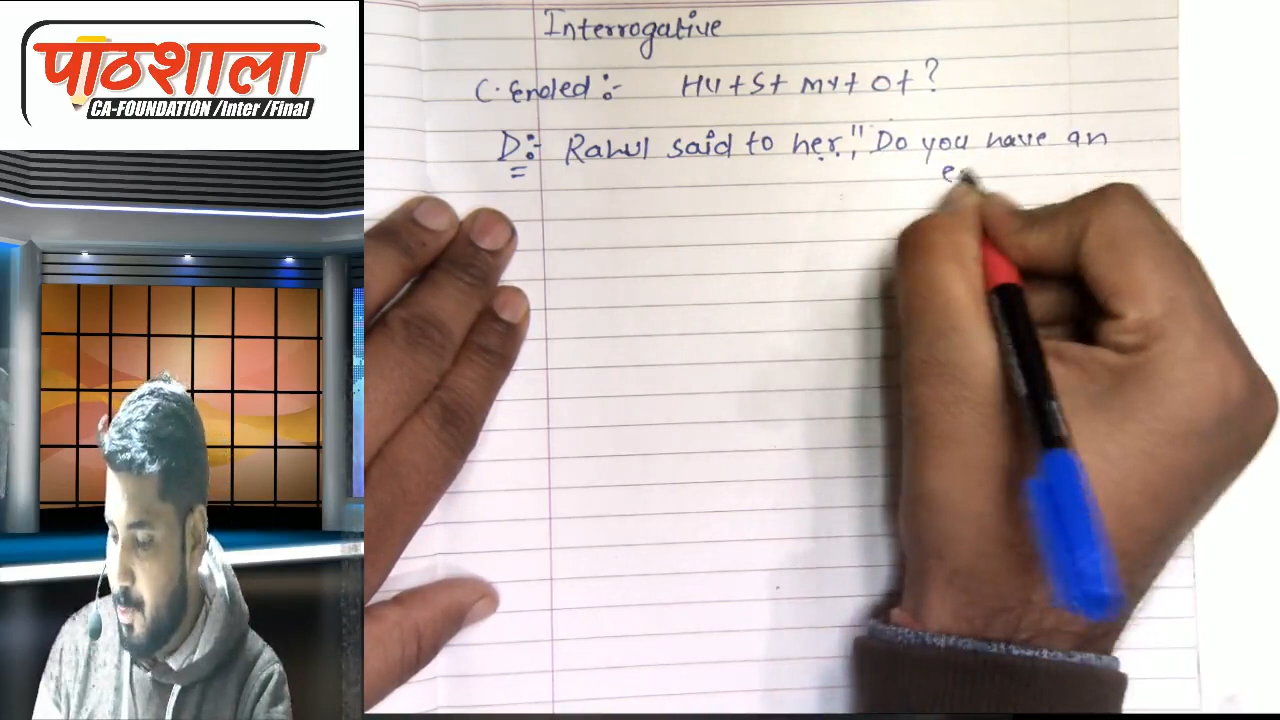 पाठशाला
CA-FOUNDATION /Inter /Final
Interrogative
C. Ended :- HV + S + MV + O + ?
D:- Rahul said to her, "Do you have an